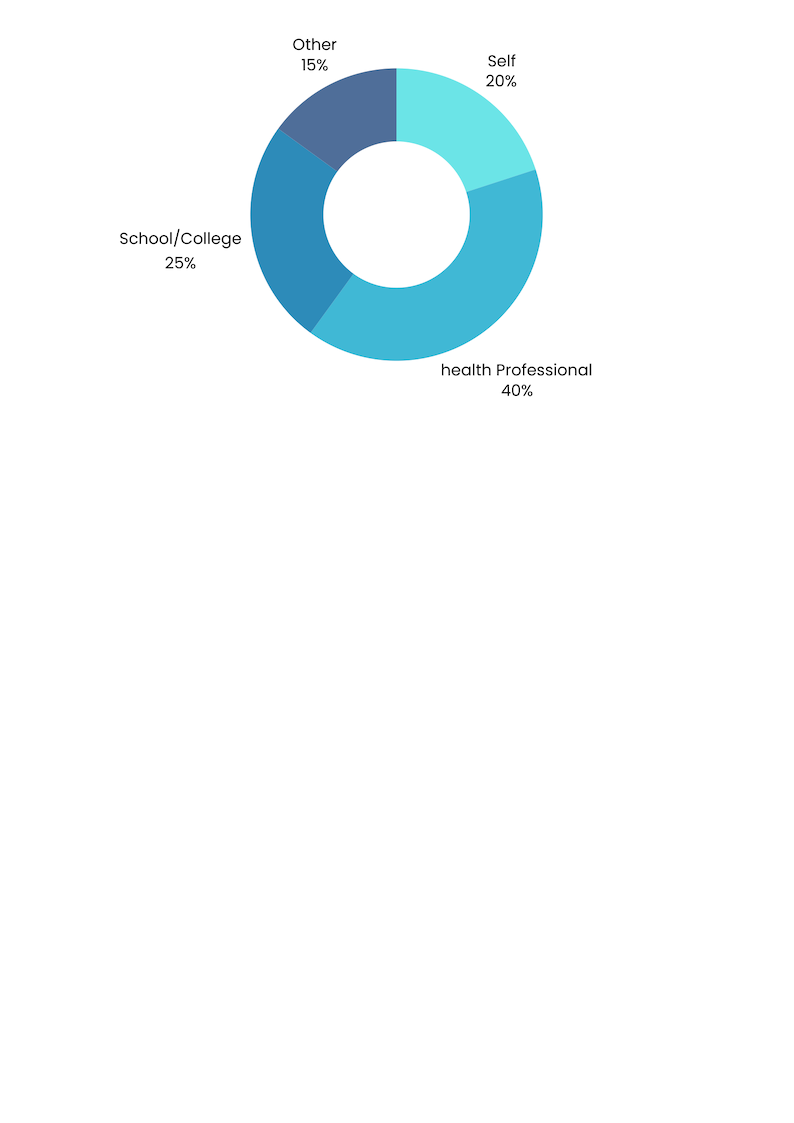 Other
15%
Self
20%
School/College
25%
health Professional
40%